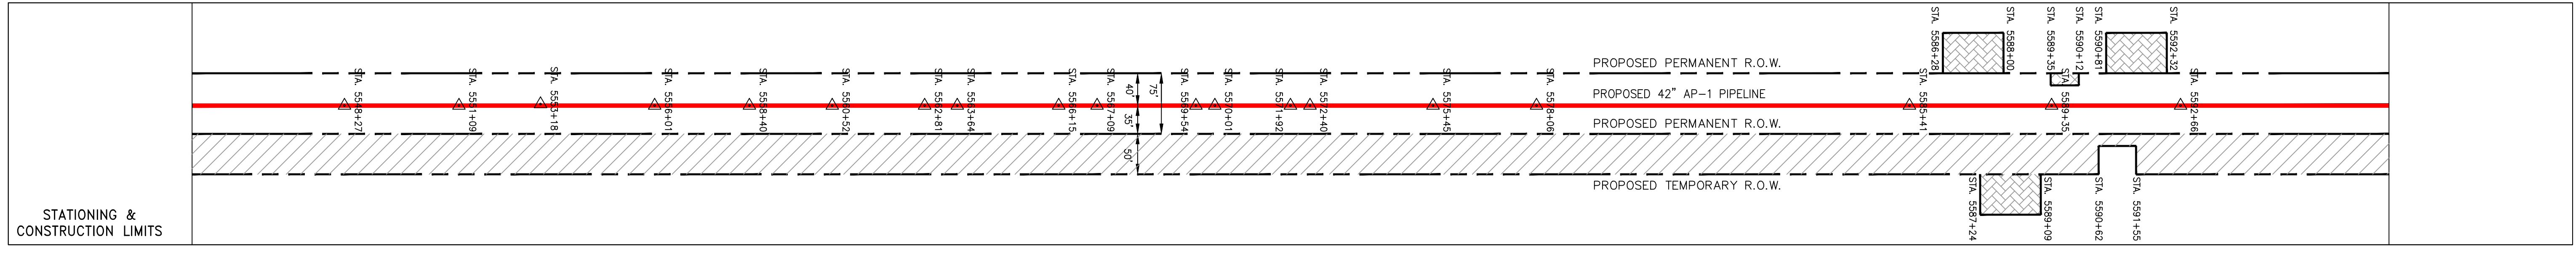 STA. 5586+28
STA. 5588+00
STA. 5589+35
STA. 5590+12
STA. 5590+81
STA. 5592+32
PROPOSED PERMANENT R.O.W.
STA. 5548+27
STA. 5551+09
STA. 5553+18
STA. 5556+01
STA. 5558+40
STA. 5560+52
STA. 5562+81
STA. 5563+64
STA. 5566+15
STA. 5567+09
40'
35'
75'
50'
STA. 5569+54
STA. 5570+01
STA. 5571+92
STA. 5572+40
STA. 5575+45
STA. 5578+06
STA. 5585+41
STA. 5589+35
STA. 5592+66
PROPOSED 42" AP-1 PIPELINE
PROPOSED PERMANENT R.O.W.
PROPOSED TEMPORARY R.O.W.
STA. 5587+24
STA. 5589+09
STA. 5590+62
STA. 5591+55
STATIONING &
CONSTRUCTION LIMITS